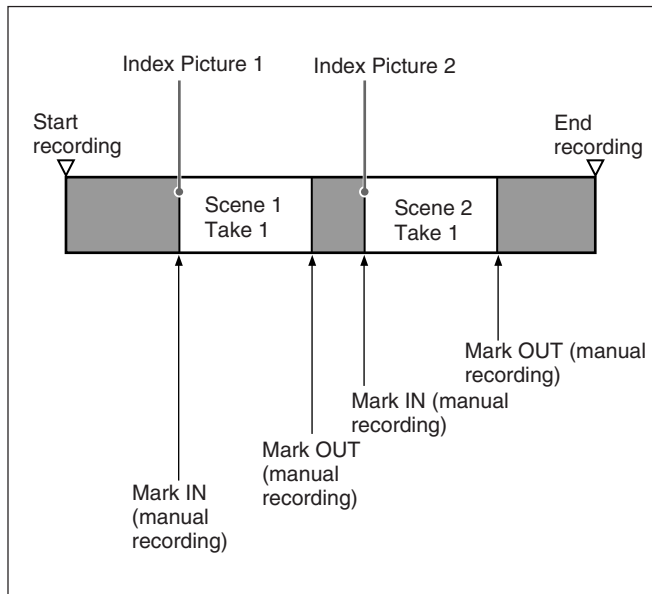 Index Picture 1
Index Picture 2
Start
recording
End
recording
Scene 1
Take 1
Scene 2
Take 1
Mark OUT (manual
recording)
Mark IN (manual
recording)
Mark OUT
(manual
recording)
Mark IN
(manual
recording)